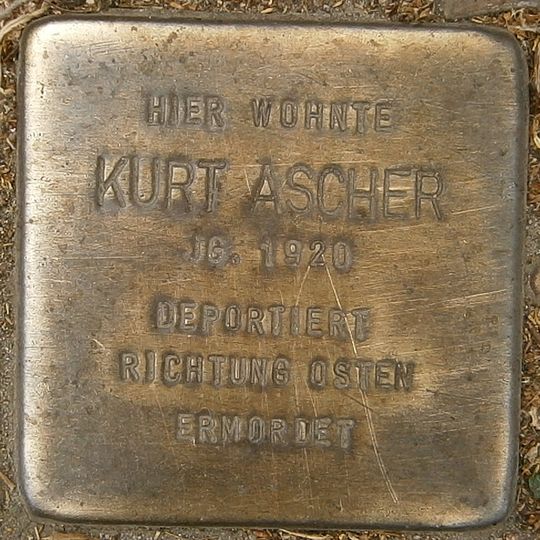 HIER WOHNTE
KURT ASCHER
JG. 1920
DEPORTIERT
RICHTUNG OSTEN
ERMORDET